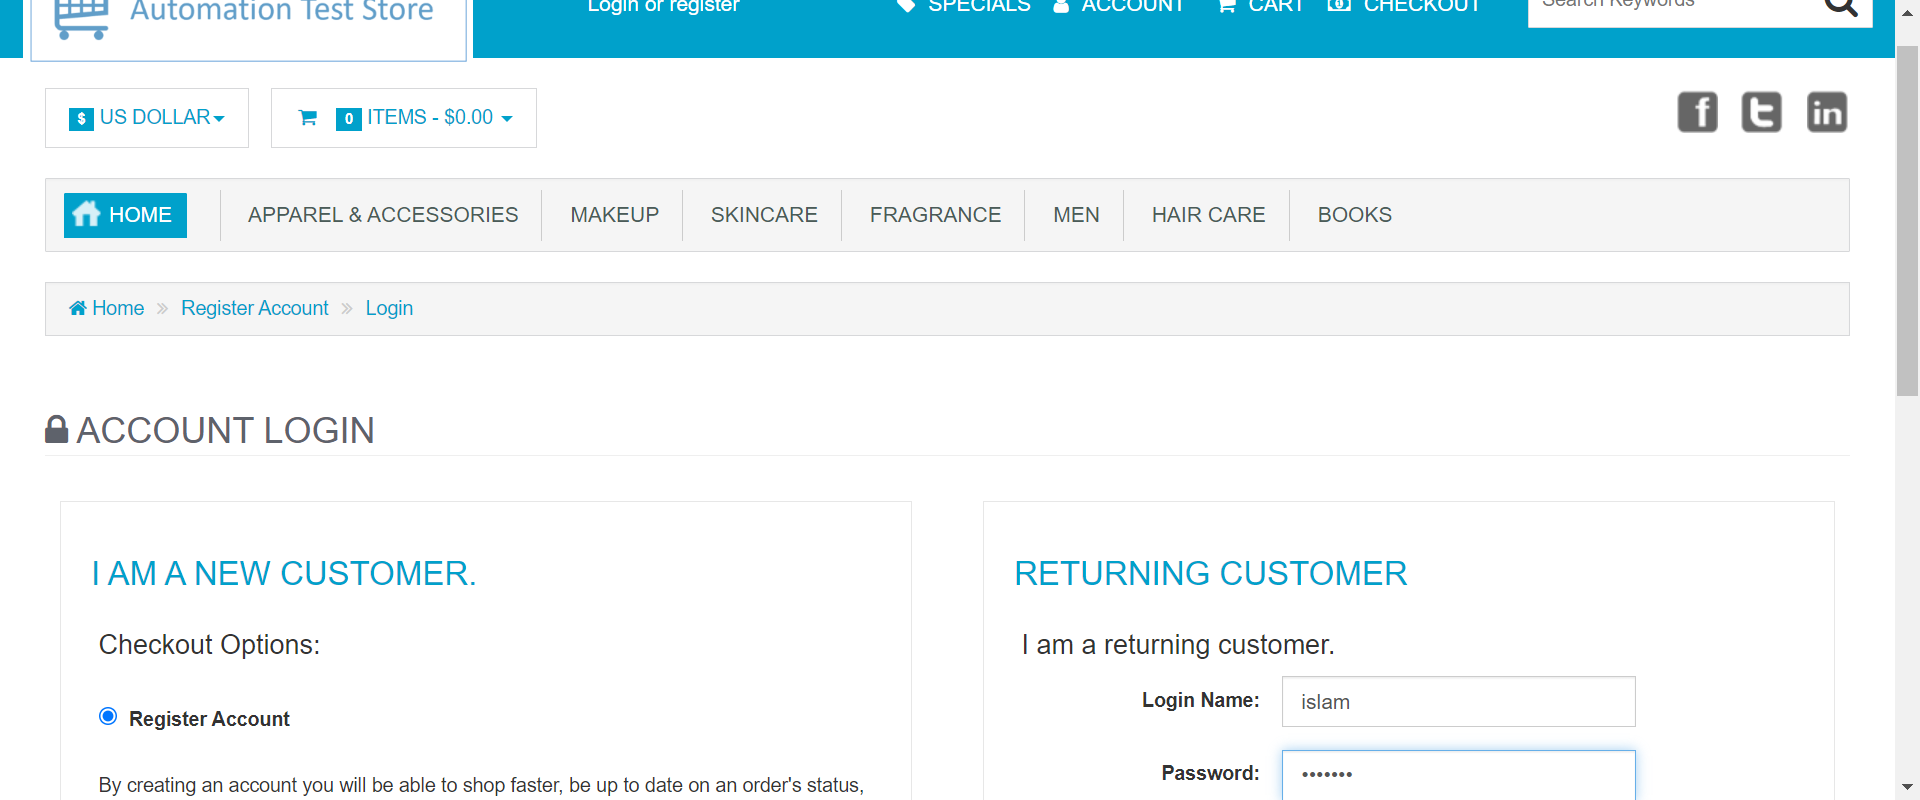 Automation Test Store
Login or register
SPECIALS
ACCOUNT
CART
CHECKOUT
Search Keywords
$ US DOLLAR
0 ITEMS - $0.00
HOME
APPAREL & ACCESSORIES
MAKEUP
SKINCARE
FRAGRANCE
MEN
HAIR CARE
BOOKS
Home » Register Account » Login
ACCOUNT LOGIN
I AM A NEW CUSTOMER.
Checkout Options:
Register Account
By creating an account you will be able to shop faster, be up to date on an order's status,
RETURNING CUSTOMER
I am a returning customer.
Login Name: islam
Password: •••••••